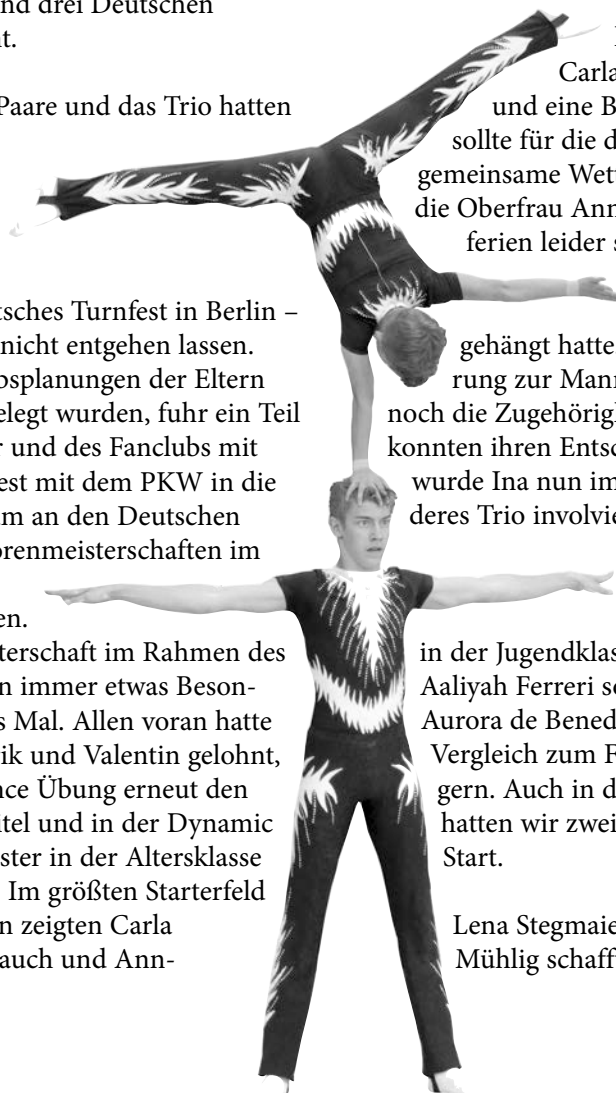 nd drei Deutschen
t.
Paare und das Trio hatten
tsches Turnfest in Berlin –
nicht entgehen lassen.
bsplanungen der Eltern
elegt wurden, fuhr ein Teil
r und des Fanclubs mit
est mit dem PKW in die
m an den Deutschen
orenmeisterschaften im
en.
terschaft im Rahmen des
n immer etwas Beson-
s Mal. Allen voran hatte
ik und Valentin gelohnt,
nce Übung erneut den
itel und in der Dynamic
ster in der Altersklasse
Im größten Starterfeld
n zeigten Carla
auch und Ann-
Carla
und eine B
sollte für die d
gemeinsame Wet
die Oberfrau Ann
ferien leider s
gehängt hatte
rung zur Man
noch die Zugehörig
konnten ihren Entsc
wurde Ina nun im
deres Trio involvie
in der Jugendklas
Aaliyah Ferreri s
Aurora de Bened
Vergleich zum F
gern. Auch in d
hatten wir zwei
Start.
Lena Stegmaie
Mühlig schaff